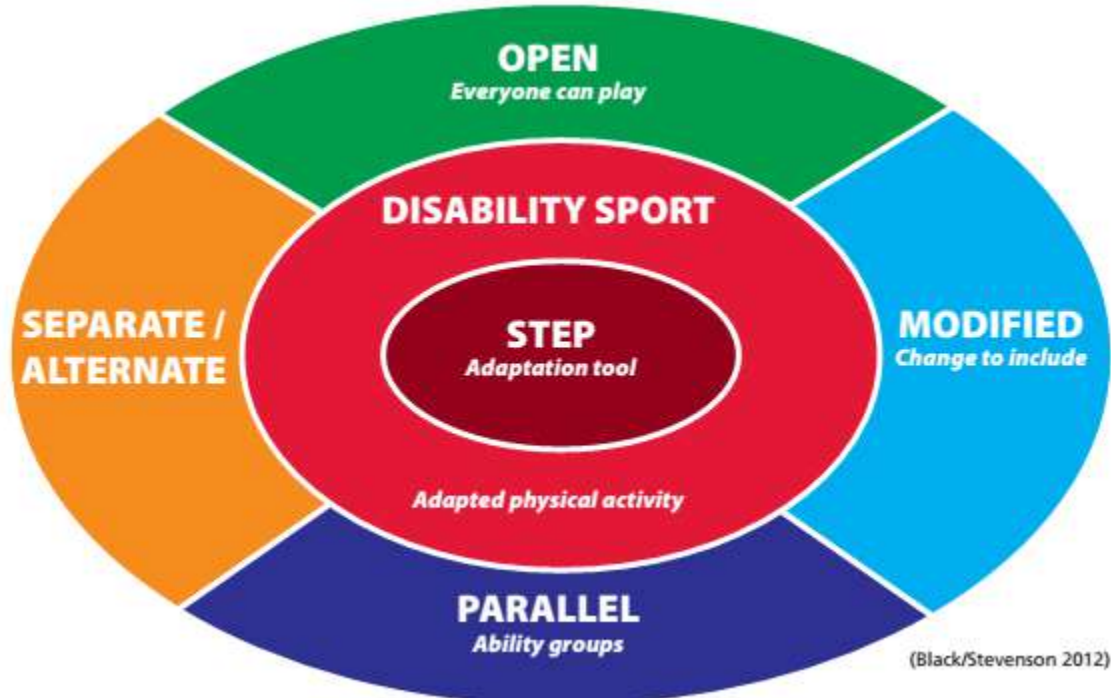 OPEN
Everyone can play
DISABILITY SPORT
SEPARATE /
ALTERNATE
STEP
Adaptation tool
MODIFIED
Change to include
Adapted physical activity
PARALLEL
Ability groups
(Black/Stevenson 2012)